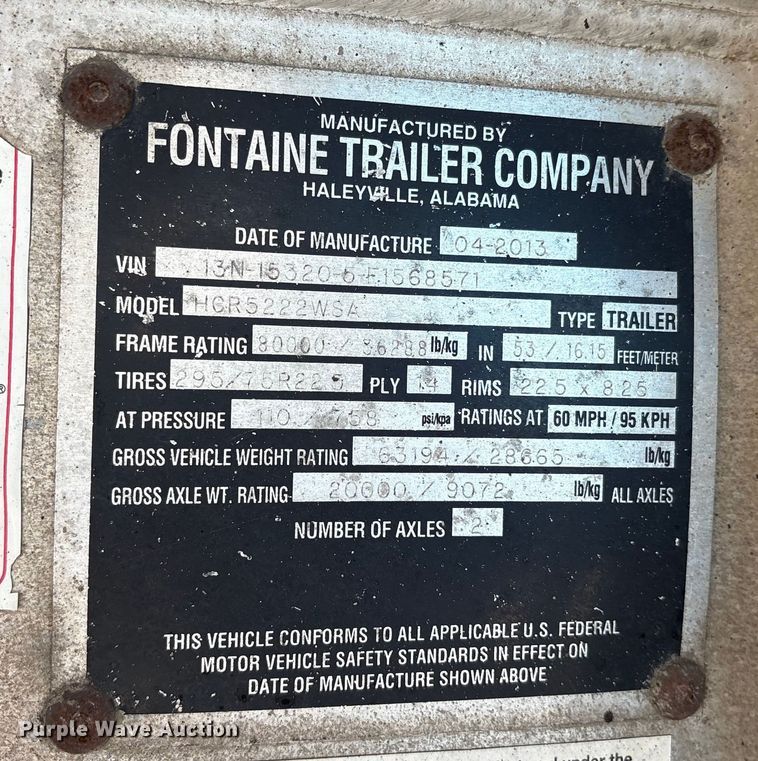 MANUFACTURED BY
FONTAINE TRAILER COMPANY
HALEYVILLE, ALABAMA
DATE OF MANUFACTURE 04-2013
VIN 13N-15320-6-F1568571
MODEL HCR5222WSA TYPE TRAILER
FRAME RATING 80000 / 36288 lb/kg IN 53 / 16.15 FEET/METER
TIRES 295/75R22.5 PLY 14 RIMS 22.5 X 8.25
AT PRESSURE 110 / 758 psi/kpa RATINGS AT 60 MPH / 95 KPH
GROSS VEHICLE WEIGHT RATING 63194 / 28665 lb/kg
GROSS AXLE WT. RATING 20000 / 9072 lb/kg ALL AXLES
NUMBER OF AXLES 2
THIS VEHICLE CONFORMS TO ALL APPLICABLE U.S. FEDERAL
MOTOR VEHICLE SAFETY STANDARDS IN EFFECT ON
DATE OF MANUFACTURE SHOWN ABOVE
Purple Wave Auction
under the